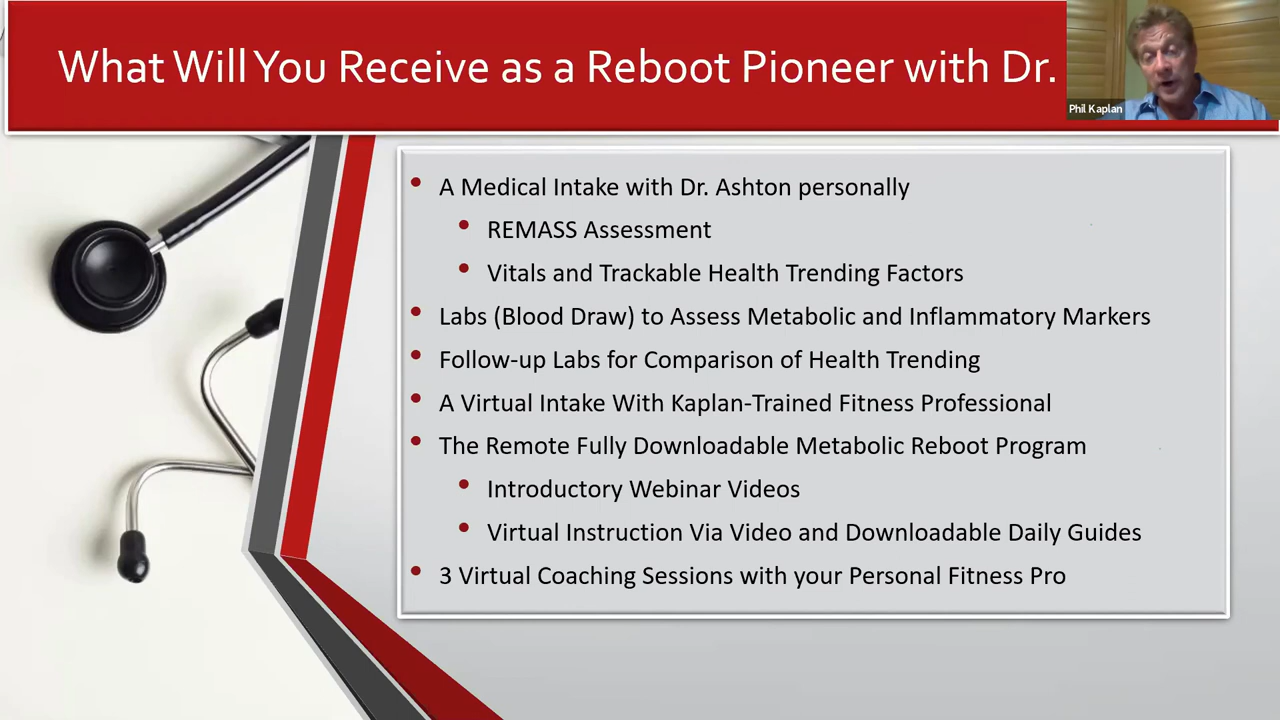 What Will You Receive as a Reboot Pioneer with Dr.
Phil Kaplan
• A Medical Intake with Dr. Ashton personally
• REMASS Assessment
• Vitals and Trackable Health Trending Factors
• Labs (Blood Draw) to Assess Metabolic and Inflammatory Markers
• Follow-up Labs for Comparison of Health Trending
• A Virtual Intake With Kaplan-Trained Fitness Professional
• The Remote Fully Downloadable Metabolic Reboot Program
• Introductory Webinar Videos
• Virtual Instruction Via Video and Downloadable Daily Guides
• 3 Virtual Coaching Sessions with your Personal Fitness Pro